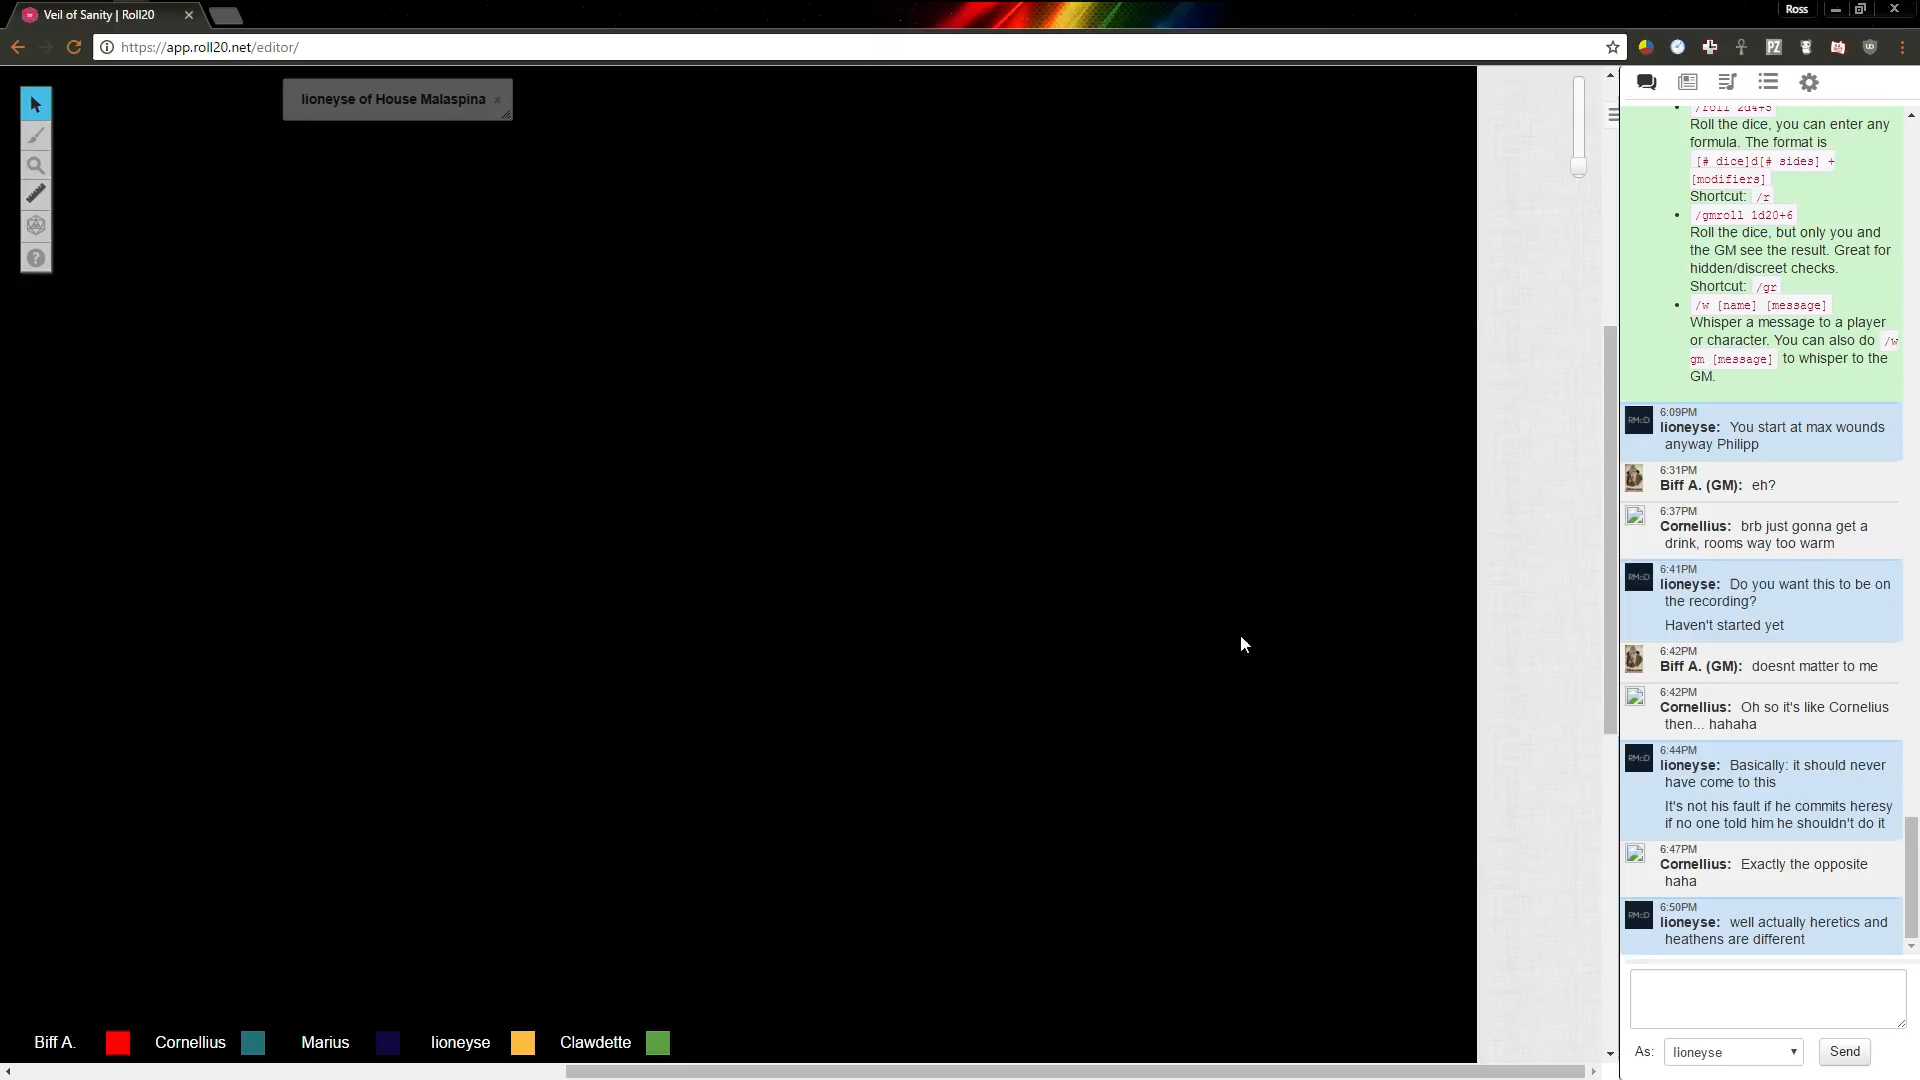 Veil of Sanity | Roll20
Ross
https://app.roll20.net/editor/
PZ
lioneyse of House Malaspina
/roll 2d4+5
Roll the dice, you can enter any
formula. The format is
[# dice]d[# sides] +
[modifiers]
Shortcut: /r
/gmroll 1d20+6
Roll the dice, but only you and
the GM see the result. Great for
hidden/discreet checks.
Shortcut: /gr
/w [name] [message]
Whisper a message to a player
or character. You can also do /w
gm [message] to whisper to the
GM.
6:09PM
lioneyse: You start at max wounds
anyway Philipp
6:31PM
Biff A. (GM): eh?
6:37PM
Cornellius: brb just gonna get a
drink, rooms way too warm
6:41PM
lioneyse: Do you want this to be on
the recording?
Haven't started yet
6:42PM
Biff A. (GM): doesnt matter to me
6:42PM
Cornellius: Oh so it's like Cornelius
then... hahaha
6:44PM
lioneyse: Basically: it should never
have come to this
It's not his fault if he commits heresy
if no one told him he shouldn't do it
6:47PM
Cornellius: Exactly the opposite
haha
6:50PM
lioneyse: well actually heretics and
heathens are different
As: lioneyse Send
Biff A. Cornellius Marius lioneyse Clawdette